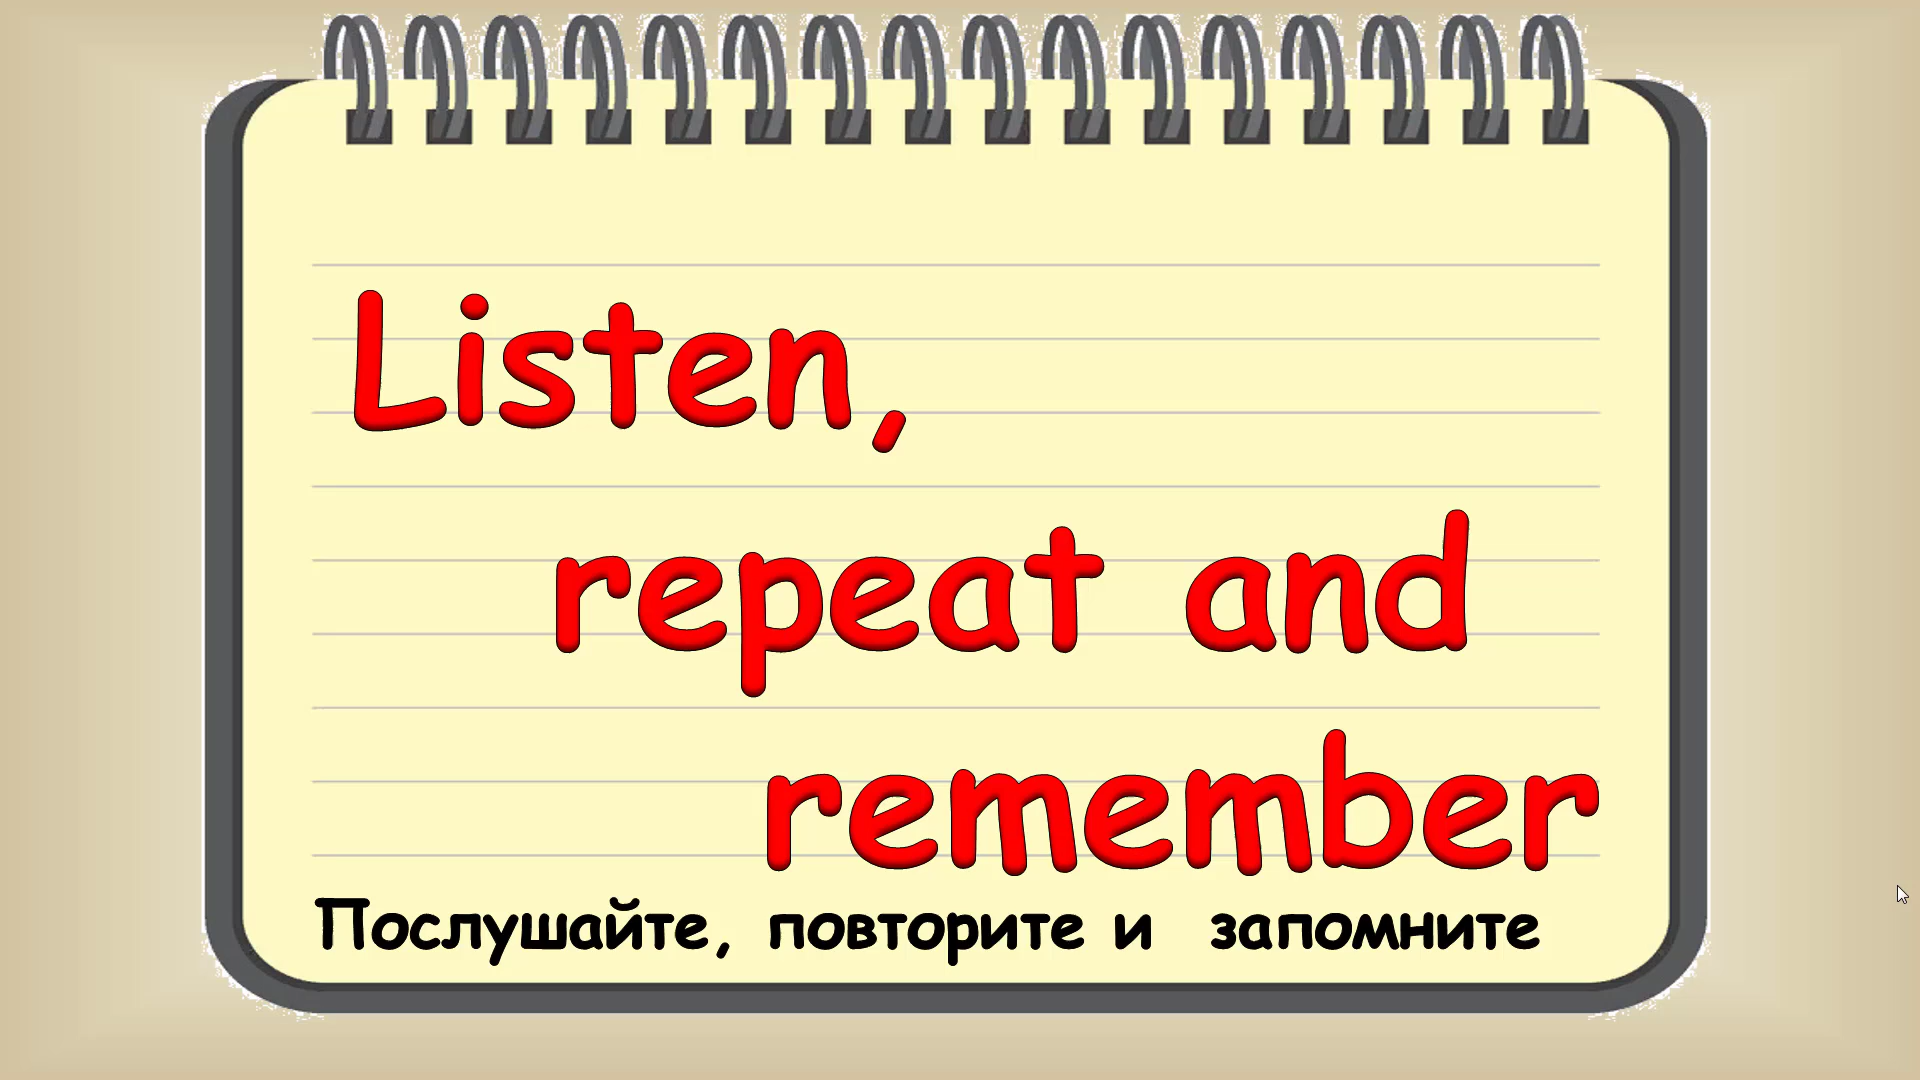 Listen,
repeat and
remember
Послушайте, повторите и запомните